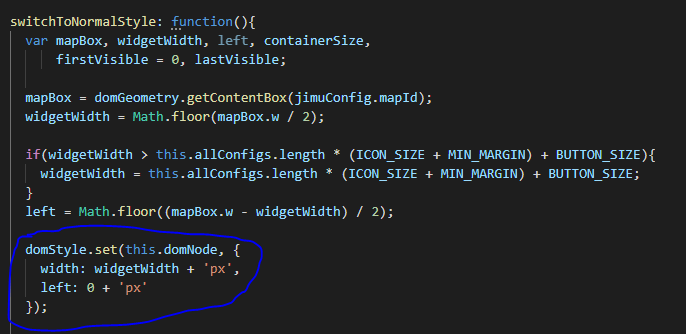 switchToNormalStyle: function(){
  var mapBox, widgetWidth, left, containerSize,
      firstVisible = 0, lastVisible;

  mapBox = domGeometry.getContentBox(jimuConfig.mapId);
  widgetWidth = Math.floor(mapBox.w / 2);

  if(widgetWidth > this.allConfigs.length * (ICON_SIZE + MIN_MARGIN) + BUTTON_SIZE){
    widgetWidth = this.allConfigs.length * (ICON_SIZE + MIN_MARGIN) + BUTTON_SIZE;
  }
  left = Math.floor((mapBox.w - widgetWidth) / 2);

  domStyle.set(this.domNode, {
    width: widgetWidth + 'px',
    left: 0 + 'px'
  });